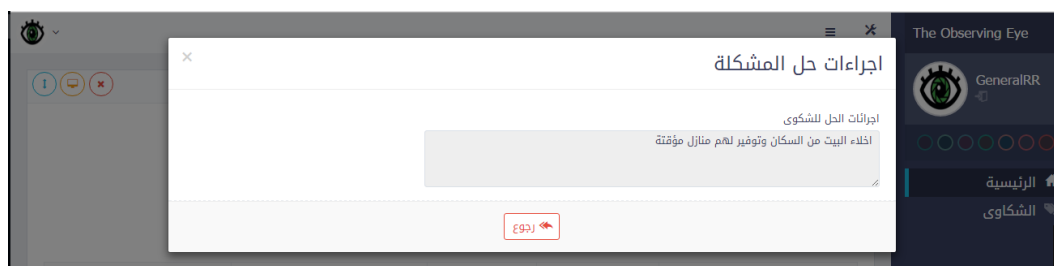 The Observing Eye
GeneralRR
الرئيسية
الشكاوى
اجراءات حل المشكلة
اجرائات الحل للشكوى
اخلاء البيت من السكان وتوفير لهم منازل مؤقتة
رجوع